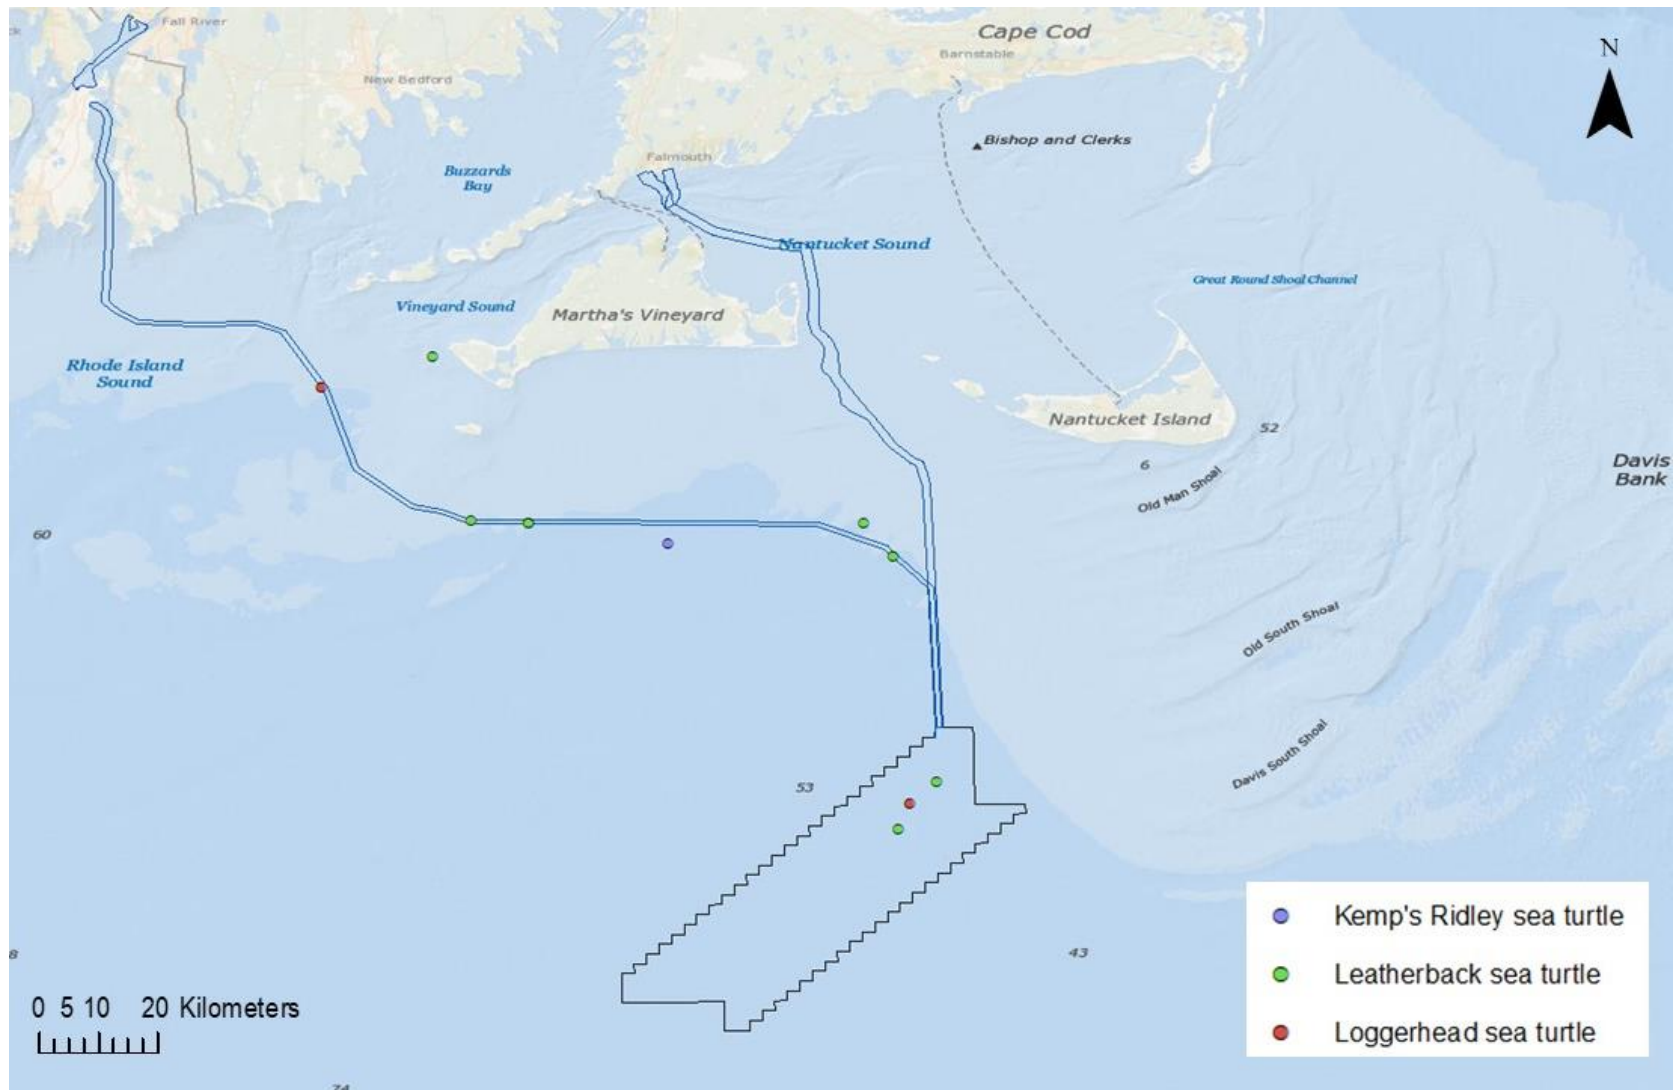 Fall River
Cape Cod
Barnstable
N
New Bedford
Bishop and Clerks
Falmouth
Buzzards
Bay
Nantucket Sound
Great Round Shoal Channel
Vineyard Sound
Martha's Vineyard
Rhode Island
Sound
Nantucket Island
52
6
Old Man Shoal
Davis
Bank
60
Old South Shoal
Davis South Shoal
53
43
8
Kemp's Ridley sea turtle
Leatherback sea turtle
Loggerhead sea turtle
0 5 10 20 Kilometers